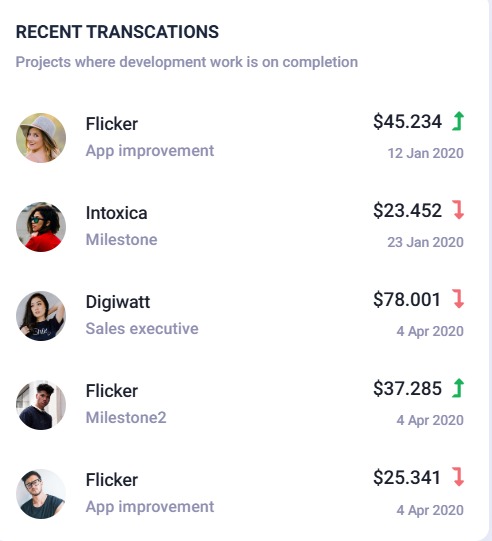 RECENT TRANSCATIONS
Projects where development work is on completion
Flicker $45.234
App improvement 12 Jan 2020
Intoxica $23.452
Milestone 23 Jan 2020
Digiwatt $78.001
Sales executive 4 Apr 2020
Flicker $37.285
Milestone2 4 Apr 2020
Flicker $25.341
App improvement 4 Apr 2020